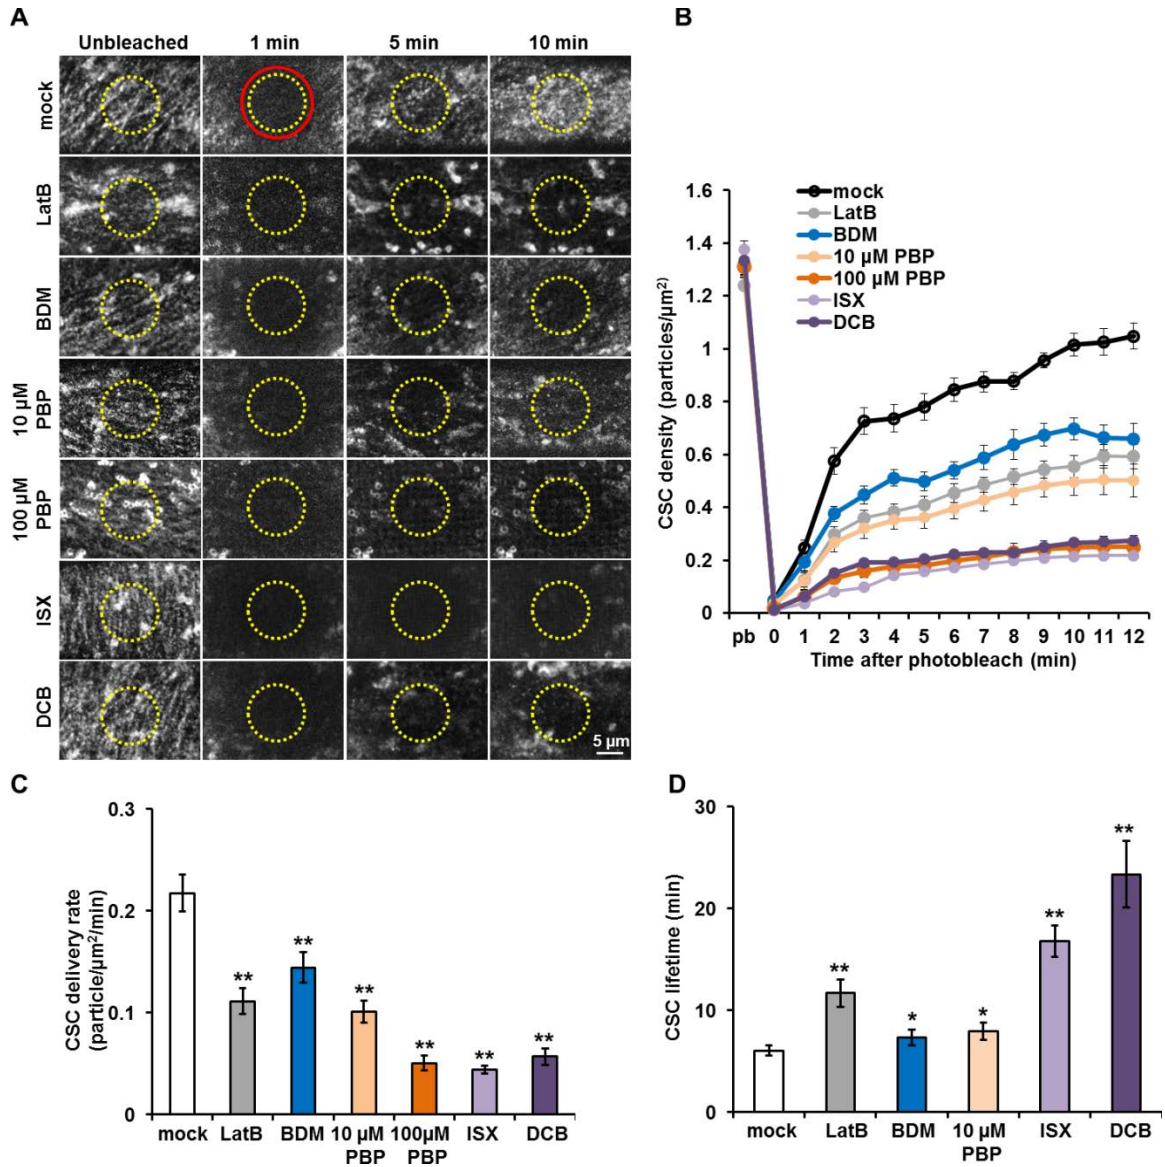 A
Unbleached 1 min 5 min 10 min
mock
LatB
BDM
10 µM
PBP
100 µM
PBP
ISX
DCB
5 µm
B
CSC density (particles/µm²)
1.6
1.4
1.2
1
0.8
0.6
0.4
0.2
0
mock
LatB
BDM
10 µM PBP
100 µM PBP
ISX
DCB
pb 0 1 2 3 4 5 6 7 8 9 10 11 12
Time after photobleach (min)
C
CSC delivery rate
(particle/µm²/min)
0.3
0.2
0.1
0
** ** ** ** ** **
mock LatB BDM 10 µM 100µM ISX DCB
PBP PBP
D
CSC lifetime (min)
30
20
10
0
** * * ** **
mock LatB BDM 10 µM ISX DCB
PBP